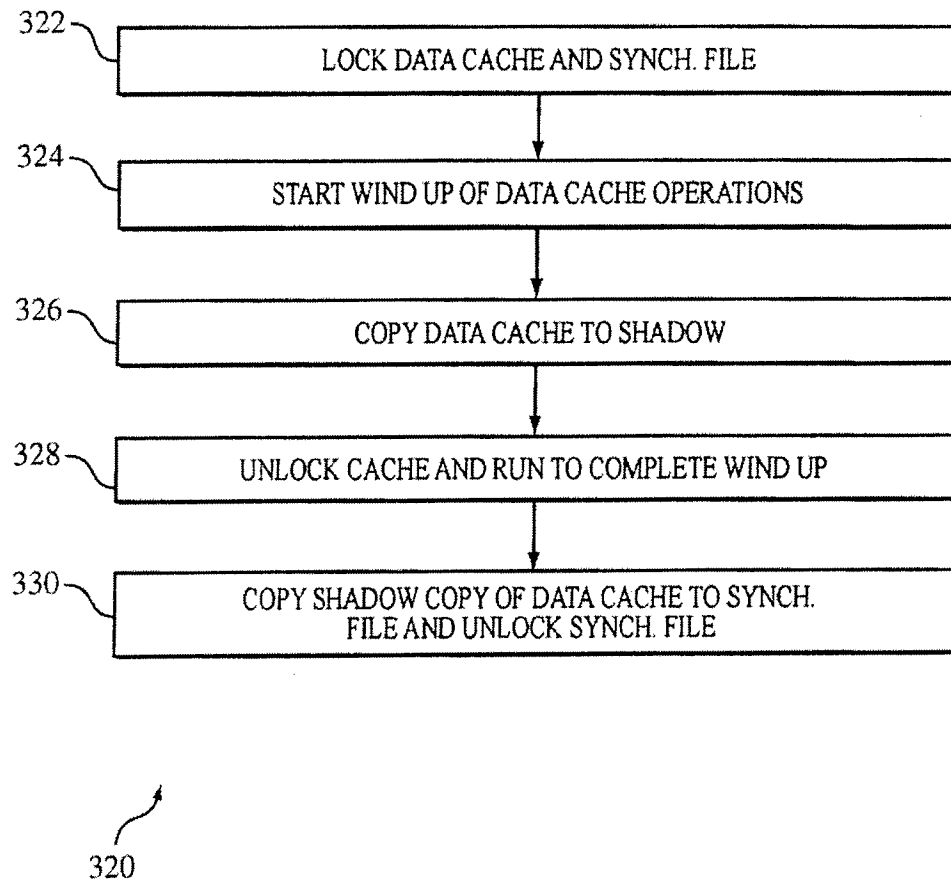 322
LOCK DATA CACHE AND SYNCH. FILE
324
START WIND UP OF DATA CACHE OPERATIONS
326
COPY DATA CACHE TO SHADOW
328
UNLOCK CACHE AND RUN TO COMPLETE WIND UP
330
COPY SHADOW COPY OF DATA CACHE TO SYNCH.
FILE AND UNLOCK SYNCH. FILE
320